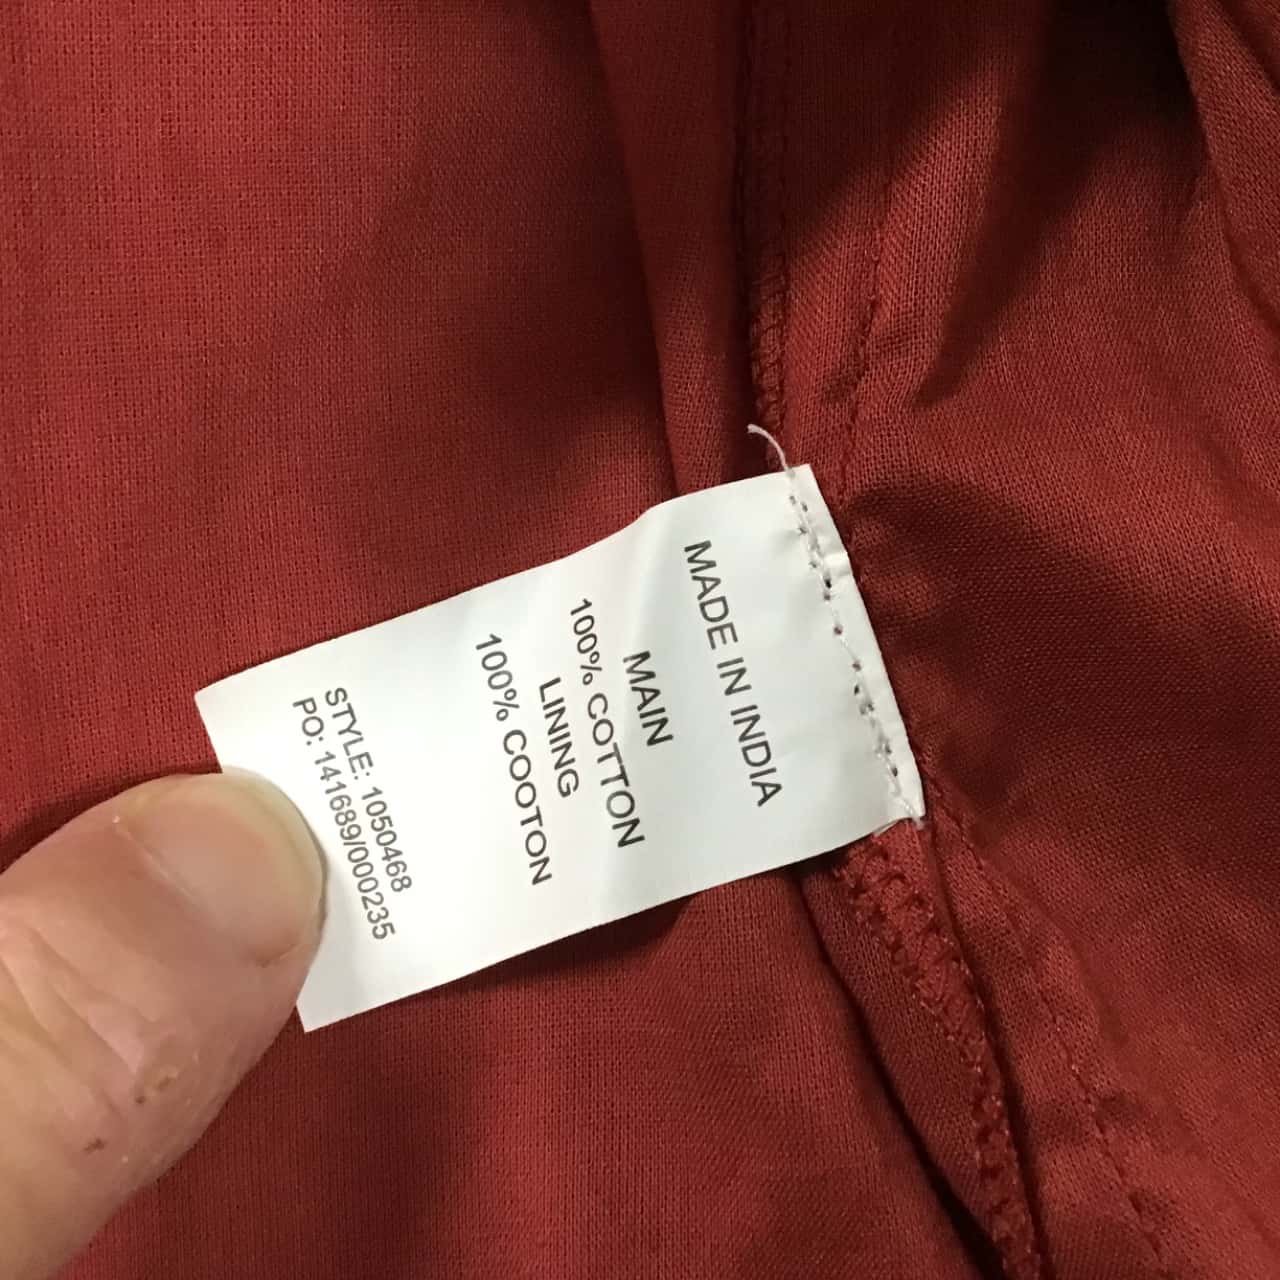 MADE IN INDIA
MAIN
100% COTTON
LINING
100% COOTON
STYLE: 1050468
PO: 141689/000235